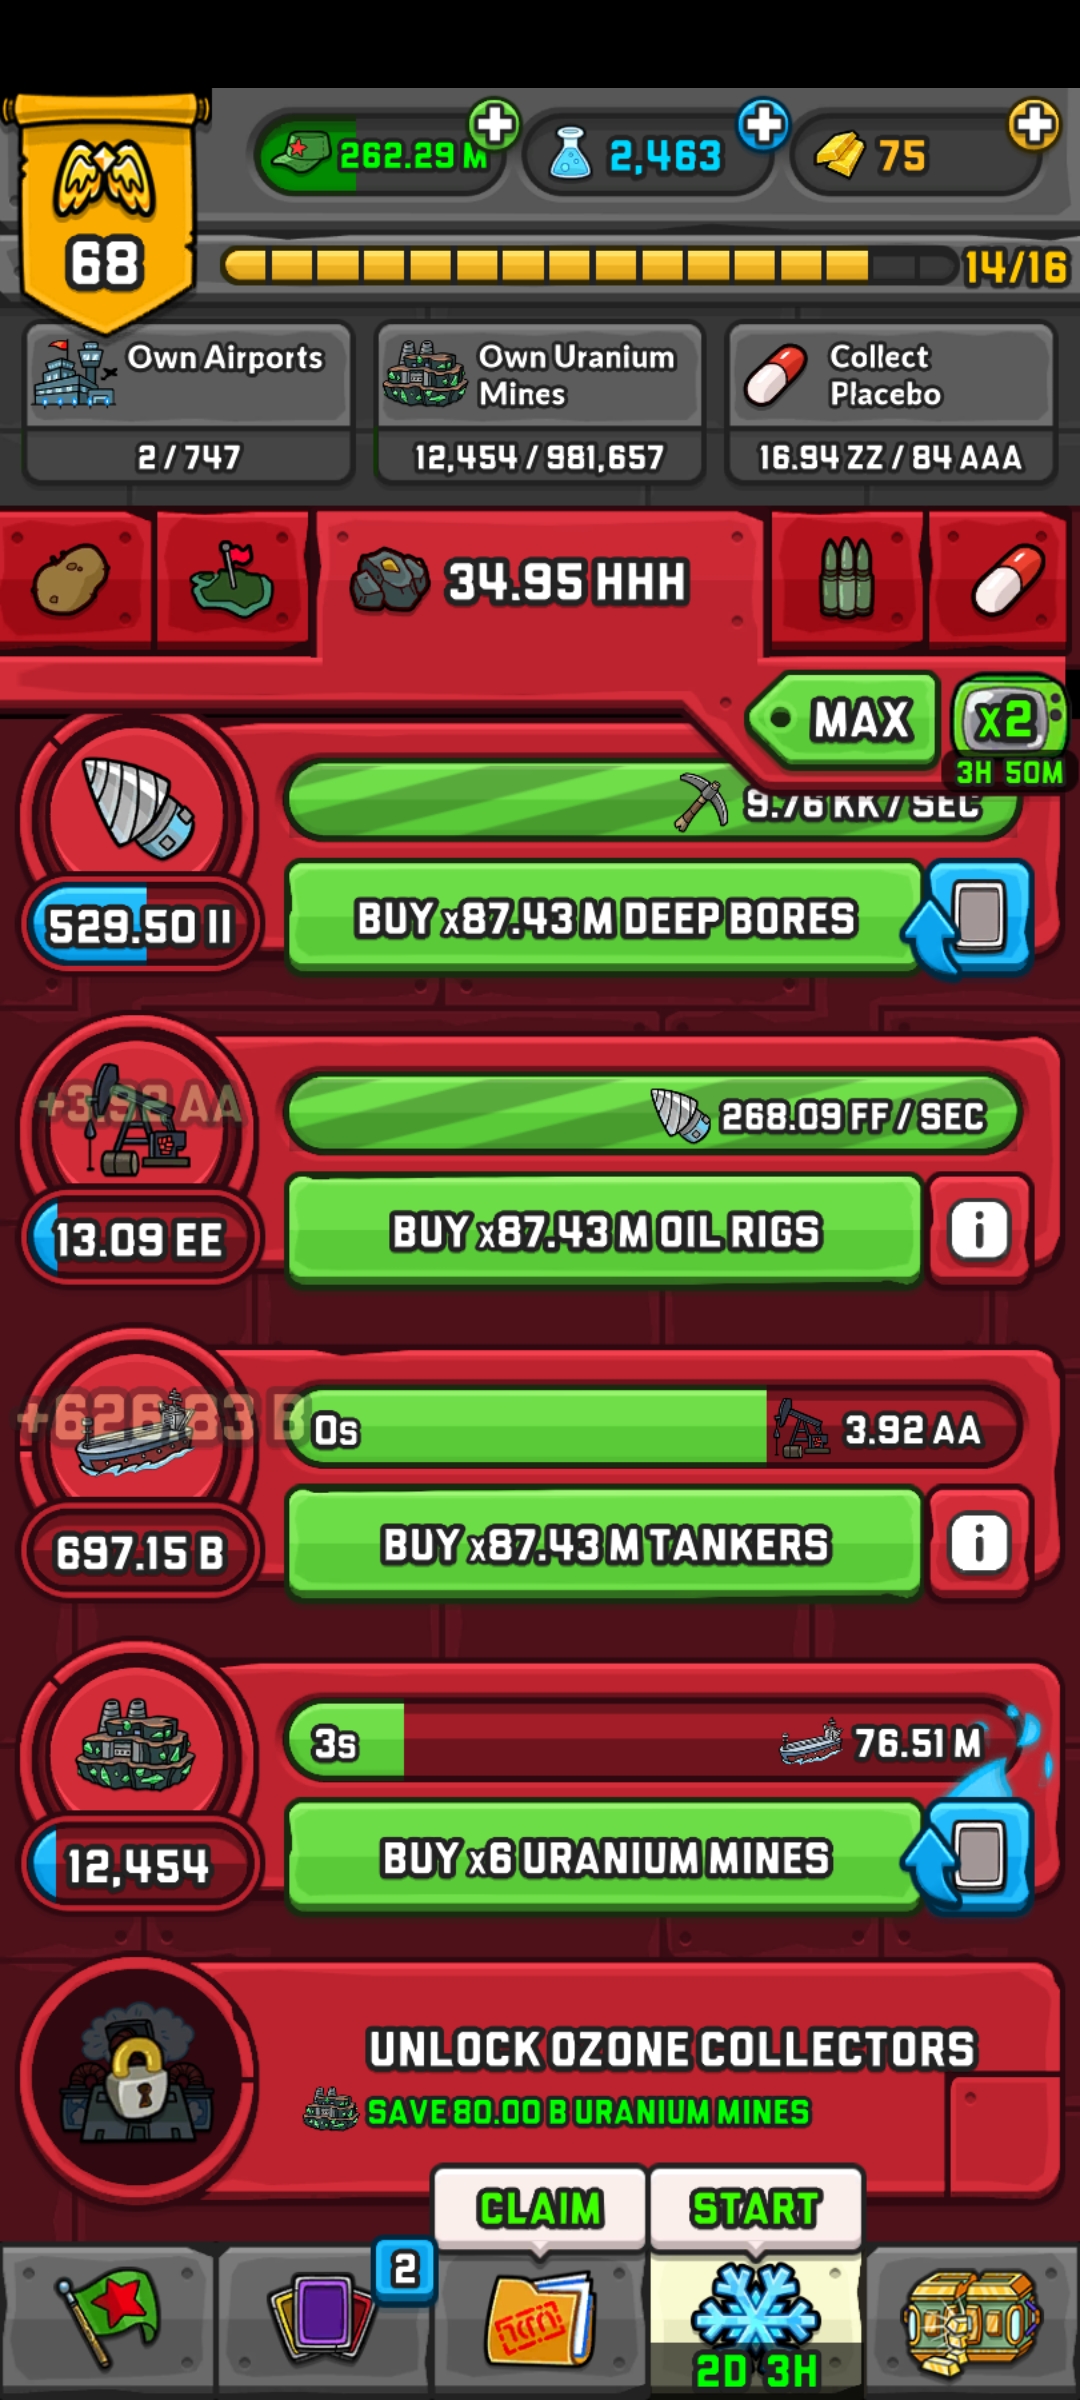 262.29 M
2,463
75
68
14/16
Own Airports
2 / 747
Own Uranium
Mines
12,454 / 981,657
Collect
Placebo
16.94 ZZ / 84 AAA
34.95 HHH
MAX
x2
3H 50M
9.76 KK / SEC
529.50 II
BUY x87.43 M DEEP BORES
+3.92 AA
268.09 FF / SEC
13.09 EE
BUY x87.43 M OIL RIGS
i
+626.83 B
0s
3.92 AA
697.15 B
BUY x87.43 M TANKERS
i
3s
76.51 M
12,454
BUY x6 URANIUM MINES
UNLOCK OZONE COLLECTORS
SAVE 80.00 B URANIUM MINES
CLAIM
START
2
2D 3H